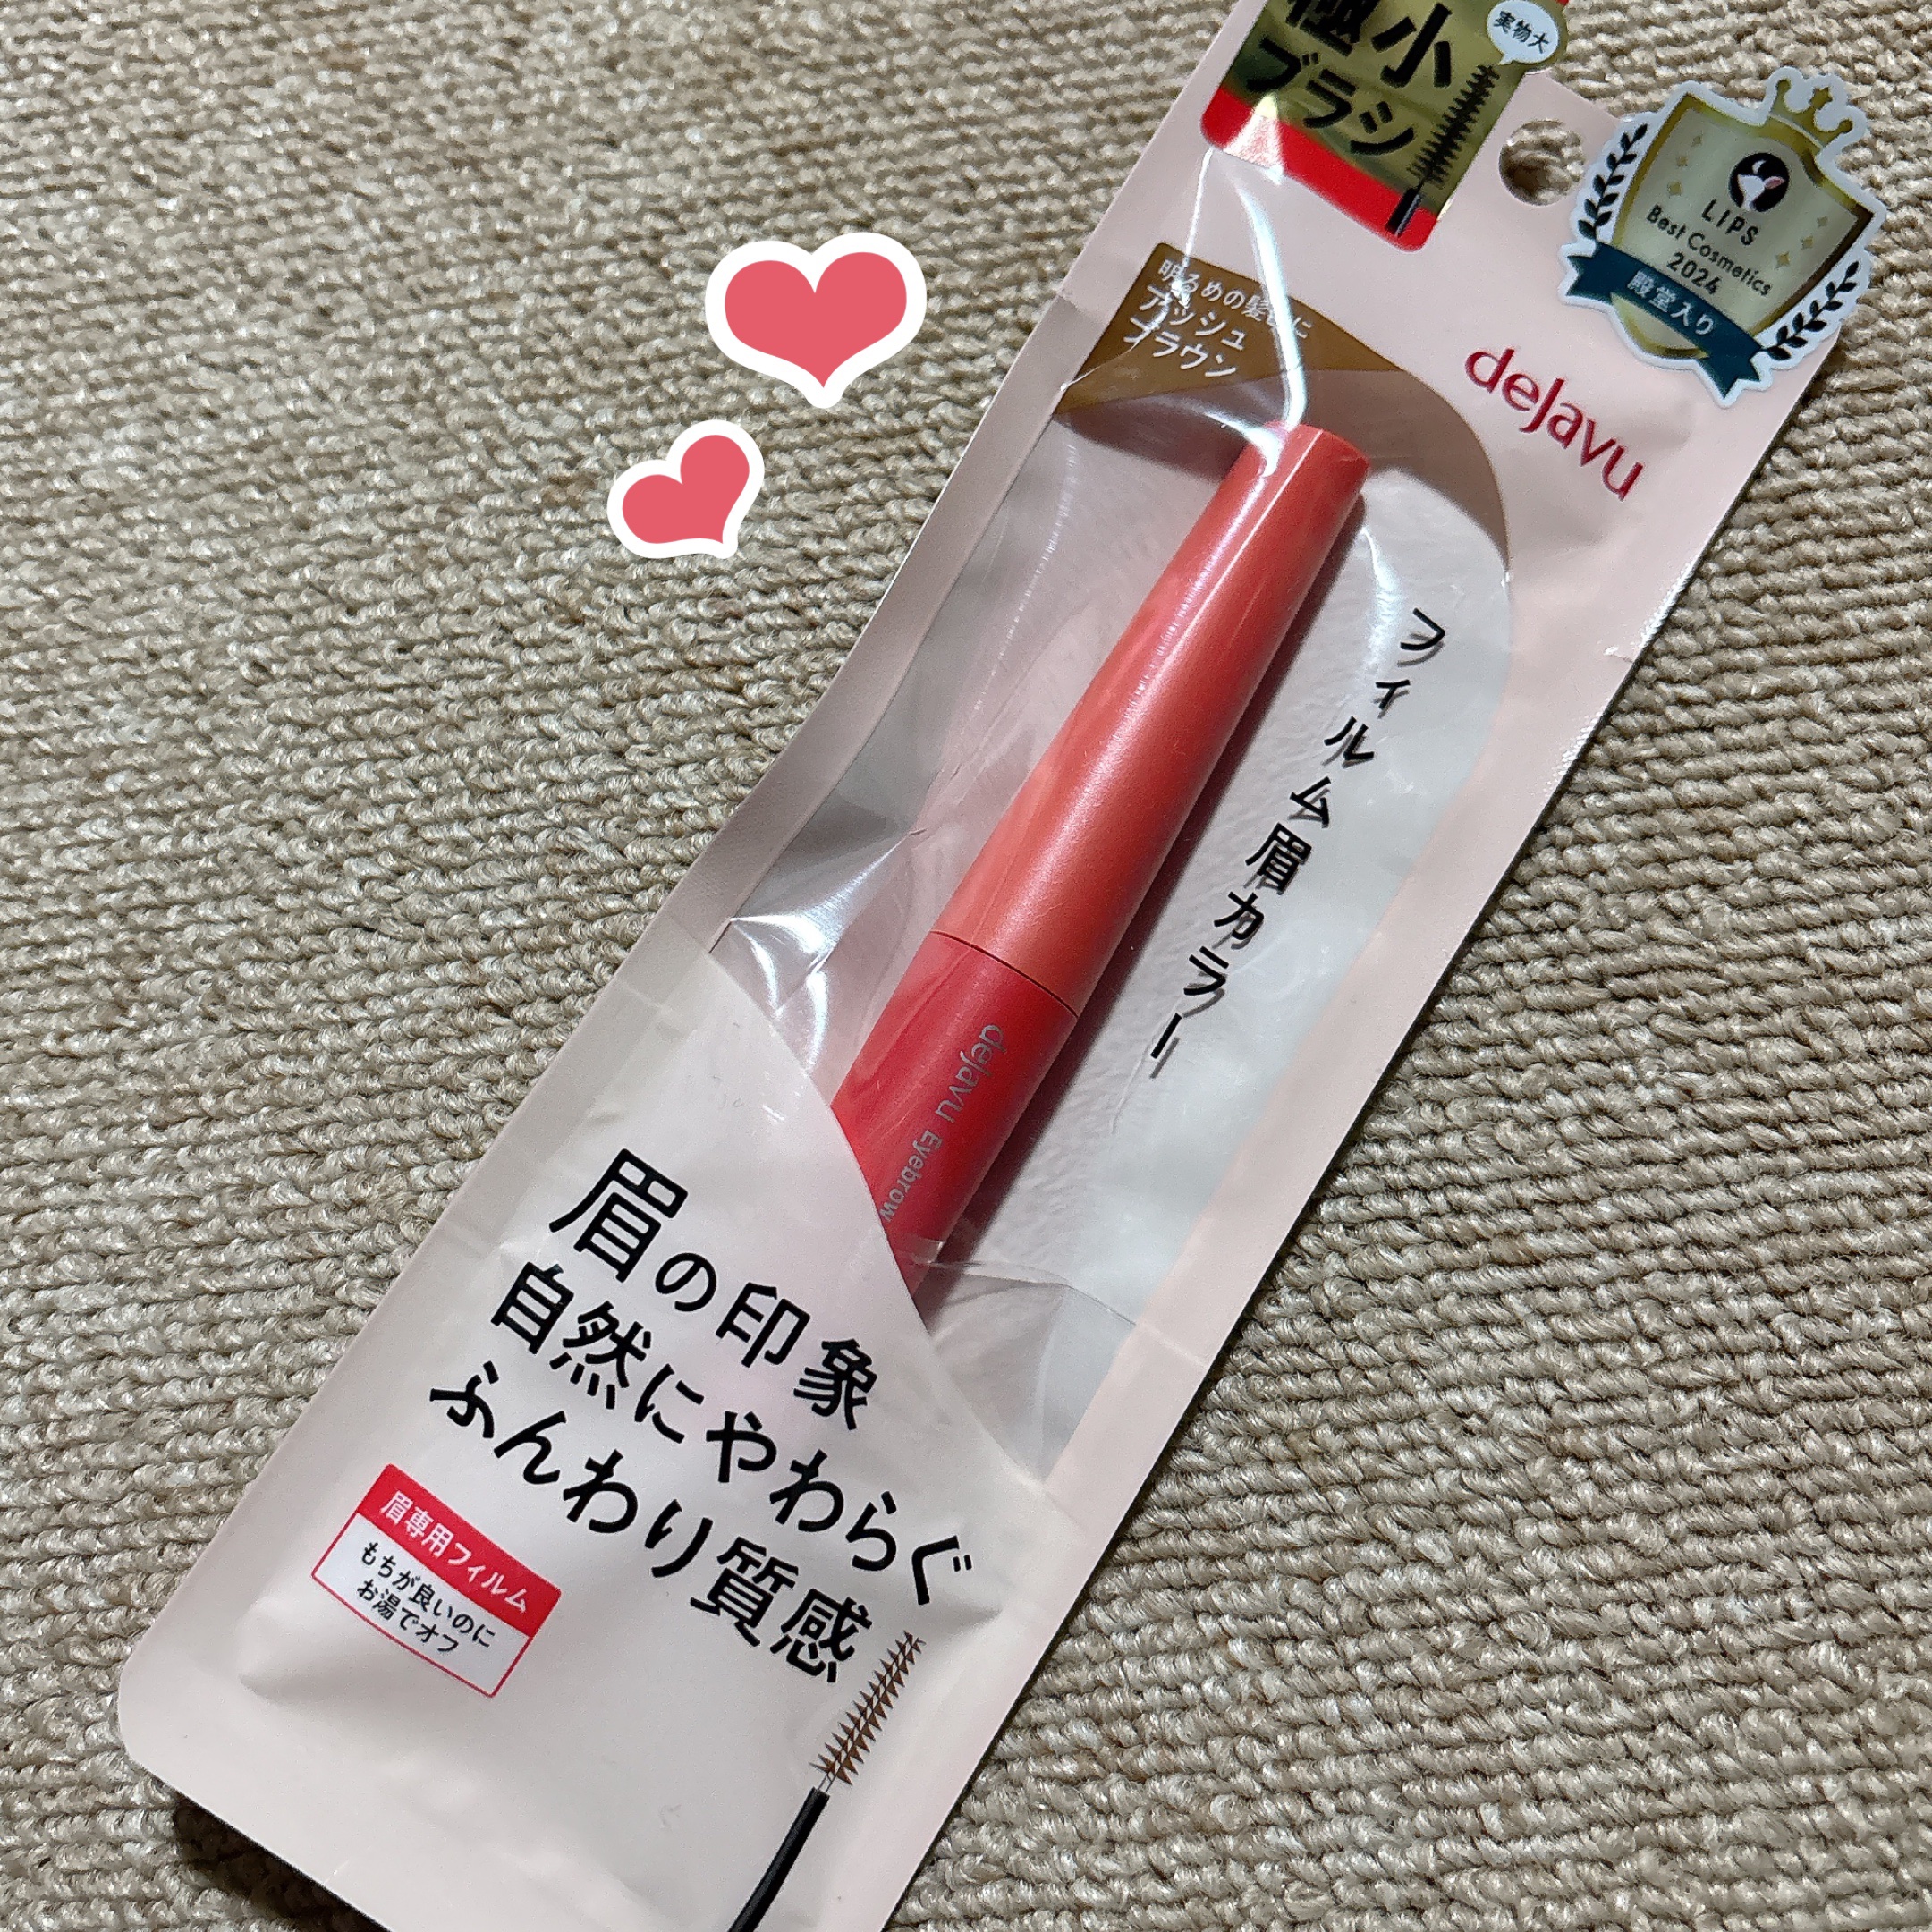 極小
ブラシ
実物大
LIPS
Best Cosmetics
2024
殿堂入り
明るめの髪色に
アッシュ
ブラウン
dejavu
フィルム眉カラー
dejavu Eyebrow
眉の印象
自然にやわらぐ
ふんわり質感
眉専用フィルム
もちが良いのに
お湯でオフ